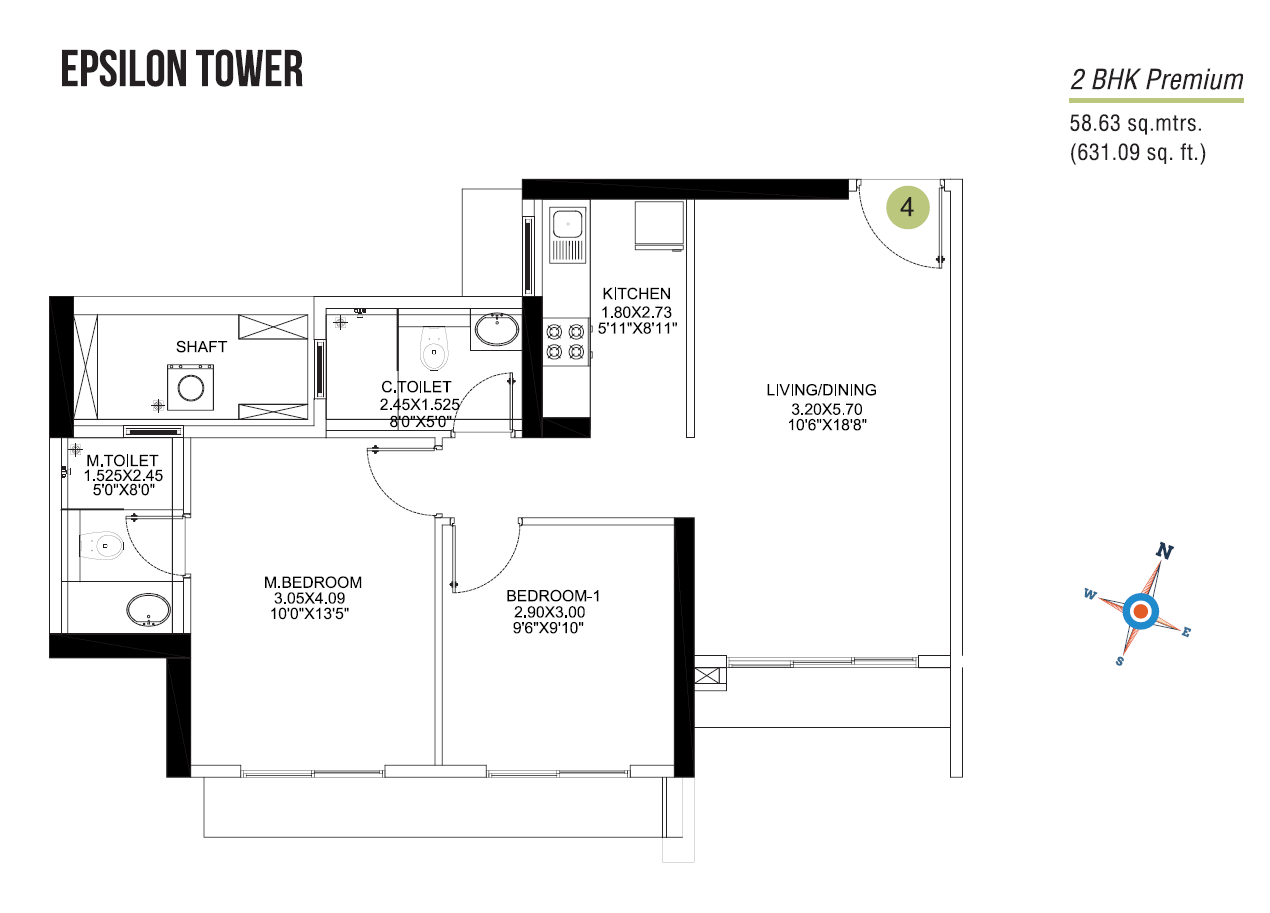 EPSILON TOWER
2 BHK Premium
58.63 sq.mtrs.
(631.09 sq. ft.)
4
KITCHEN
1.80X2.73
5'11"X8'11"
SHAFT
C.TOILET
2.45X1.525
8'0"X5'0"
LIVING/DINING
3.20X5.70
10'6"X18'8"
M.TOILET
1.525X2.45
5'0"X8'0"
M.BEDROOM
3.05X4.09
10'0"X13'5"
BEDROOM-1
2.90X3.00
9'6"X9'10"
N
W
E
S